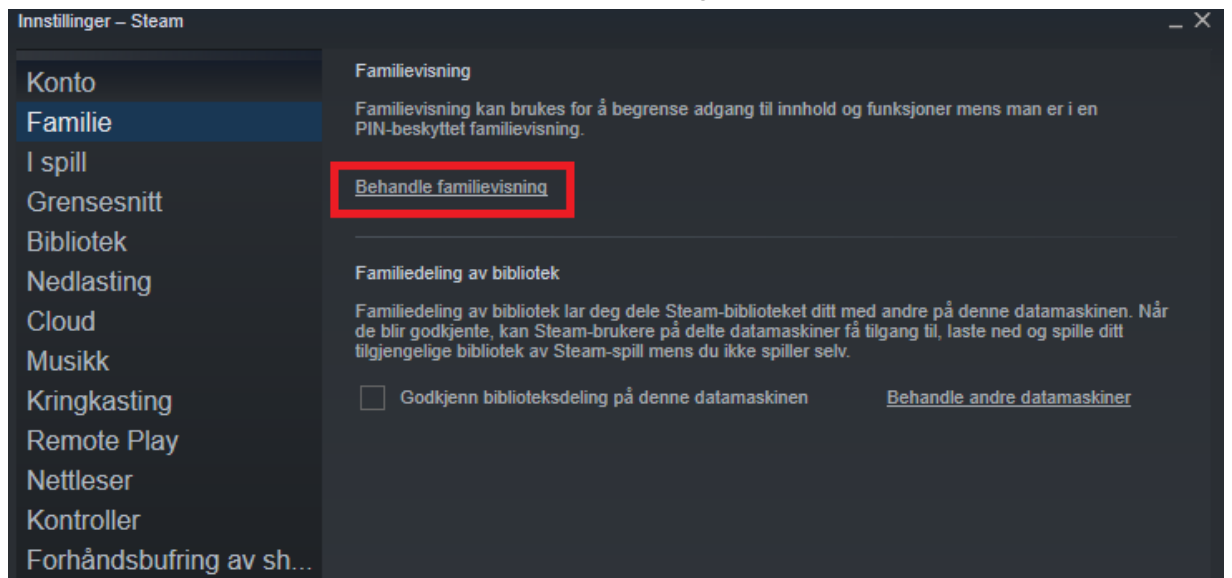 Innstillinger – Steam
Konto
Familie
I spill
Grensesnitt
Bibliotek
Nedlasting
Cloud
Musikk
Kringkasting
Remote Play
Nettleser
Kontroller
Forhåndsbufring av sh...
Familievisning
Familievisning kan brukes for å begrense adgang til innhold og funksjoner mens man er i en
PIN-beskyttet familievisning.
Behandle familievisning
Familiedeling av bibliotek
Familiedeling av bibliotek lar deg dele Steam-biblioteket ditt med andre på denne datamaskinen. Når
de blir godkjente, kan Steam-brukere på delte datamaskiner få tilgang til, laste ned og spille ditt
tilgjengelige bibliotek av Steam-spill mens du ikke spiller selv.
Godkjenn biblioteksdeling på denne datamaskinen
Behandle andre datamaskiner